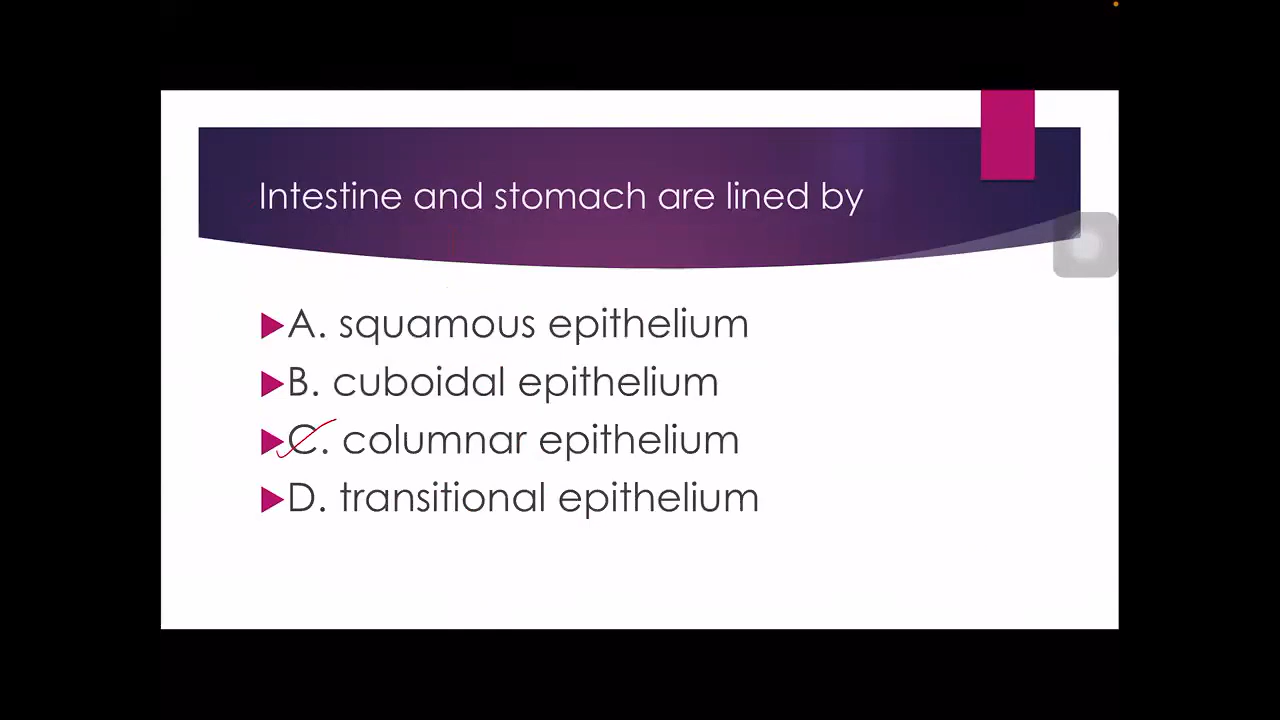 Intestine and stomach are lined by
A. squamous epithelium
B. cuboidal epithelium
C. columnar epithelium
D. transitional epithelium